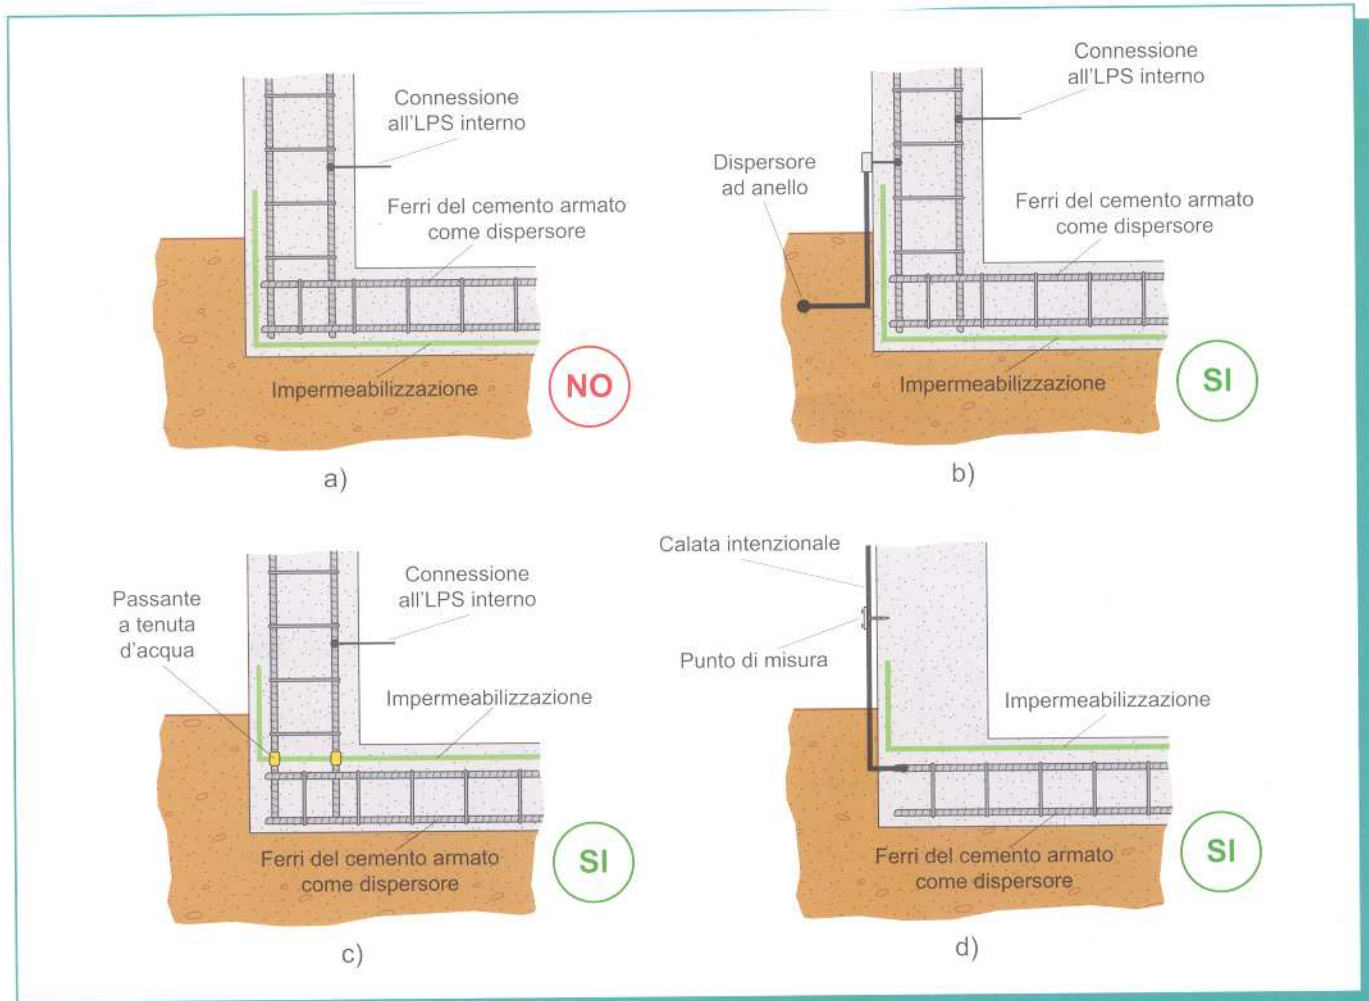 Connessione
all'LPS interno
Ferri del cemento armato
come dispersore
Impermeabilizzazione
NO
a)
Connessione
all'LPS interno
Dispersore
ad anello
Ferri del cemento armato
come dispersore
Impermeabilizzazione
SI
b)
Passante
a tenuta
d'acqua
Connessione
all'LPS interno
Impermeabilizzazione
Ferri del cemento armato
come dispersore
SI
c)
Calata intenzionale
Punto di misura
Impermeabilizzazione
Ferri del cemento armato
come dispersore
SI
d)